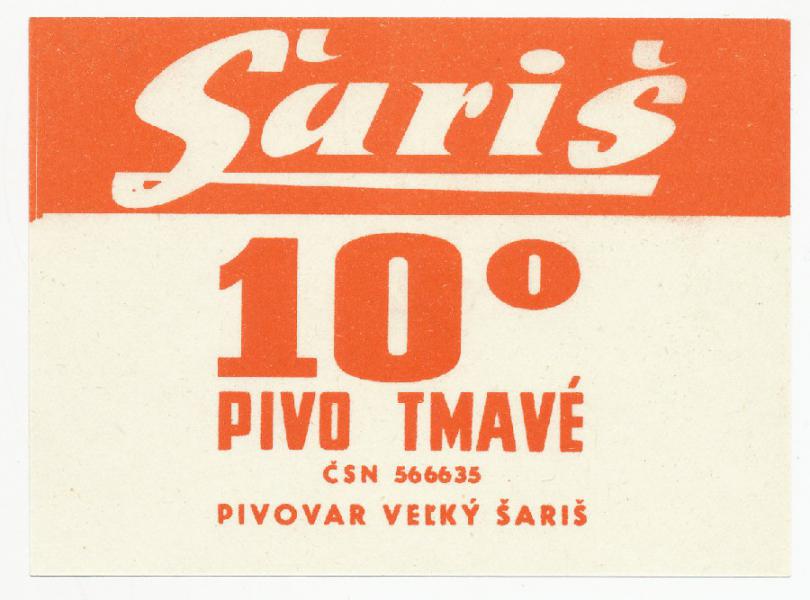 Šariš
10°
PIVO TMAVÉ
ČSN 566635
PIVOVAR VEĽKÝ ŠARIŠ